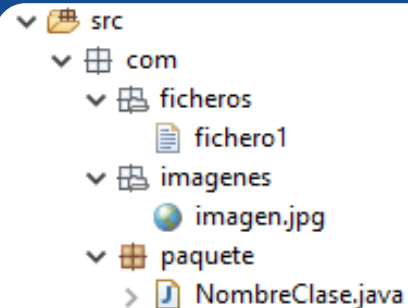 src
com
ficheros
fichero1
imagenes
imagen.jpg
paquete
NombreClase.java